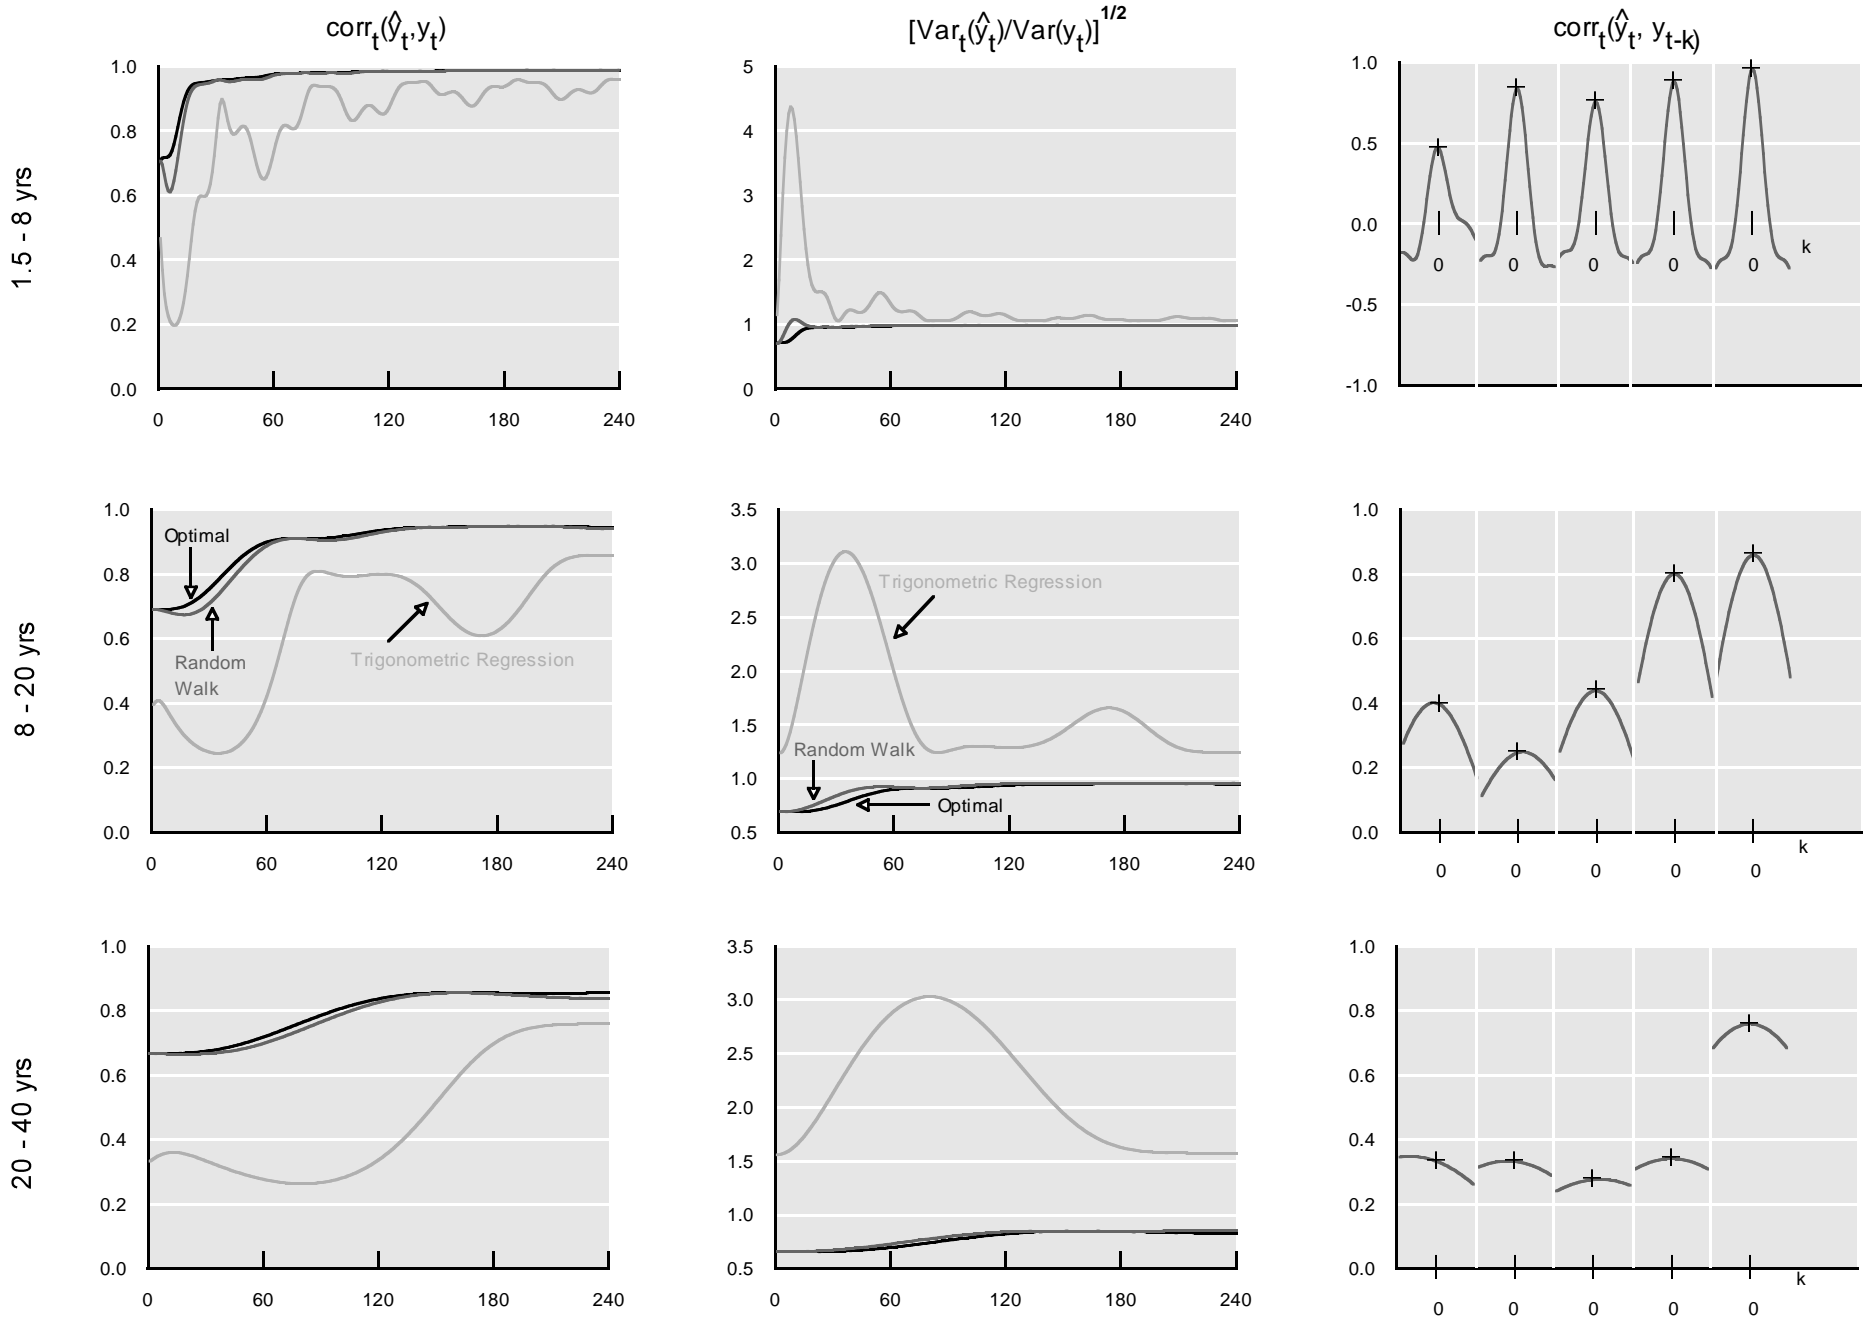 corr_t(ŷ_t,y_t)
[Var_t(ŷ_t)/Var(y_t)]^1/2
corr_t(ŷ_t, y_t-k)
1.5 - 8 yrs
1.0
0.8
0.6
0.4
0.2
0.0
0 60 120 180 240
5
4
3
2
1
0
0 60 120 180 240
1.0
0.5
0.0
-0.5
-1.0
k
0 0 0 0 0
8 - 20 yrs
1.0
0.8
0.6
0.4
0.2
0.0
Optimal
Random
Walk
Trigonometric Regression
0 60 120 180 240
3.5
3.0
2.5
2.0
1.5
1.0
0.5
Trigonometric Regression
Random Walk
Optimal
0 60 120 180 240
1.0
0.8
0.6
0.4
0.2
0.0
k
0 0 0 0 0
20 - 40 yrs
1.0
0.8
0.6
0.4
0.2
0.0
0 60 120 180 240
3.5
3.0
2.5
2.0
1.5
1.0
0.5
0 60 120 180 240
1.0
0.8
0.6
0.4
0.2
0.0
k
0 0 0 0 0